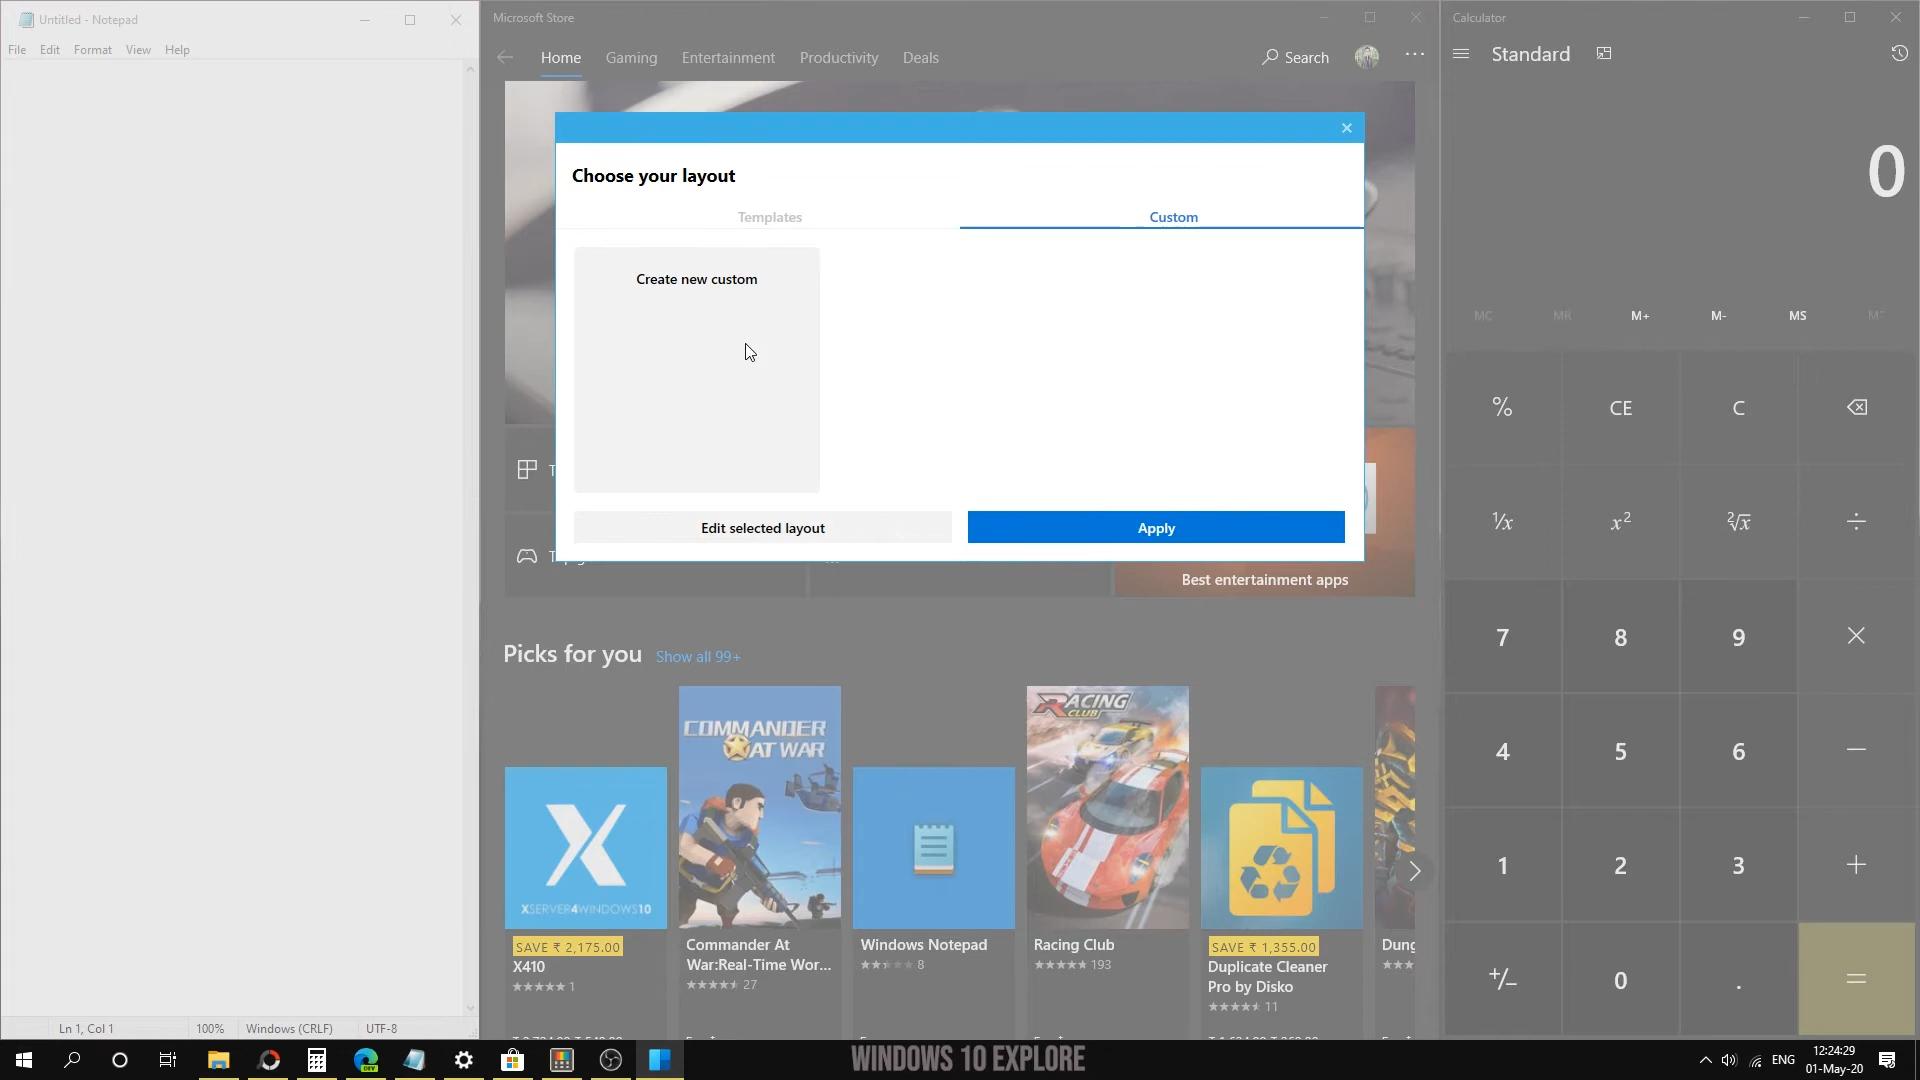 Untitled - Notepad
File Edit Format View Help
Ln 1, Col 1 100% Windows (CRLF) UTF-8
Microsoft Store
Home Gaming Entertainment Productivity Deals Search
Choose your layout
Templates Custom
Create new custom
Edit selected layout Apply
Best entertainment apps
Picks for you Show all 99+
COMMANDER
AT WAR
RACING
CLUB
XSERVER4WINDOWS10
SAVE ₹ 2,175.00
X410
1
Commander At
War:Real-Time Wor...
27
Windows Notepad
8
Racing Club
193
SAVE ₹ 1,355.00
Duplicate Cleaner
Pro by Disko
11
Dung
Calculator
Standard
0
MC MR M+ M- MS
% CE C
¹/x x² ²√x ÷
7 8 9 ×
4 5 6 −
1 2 3 +
+/− 0 . =
DEV
WINDOWS 10 EXPLORE
ENG
12:24:29
01-May-20